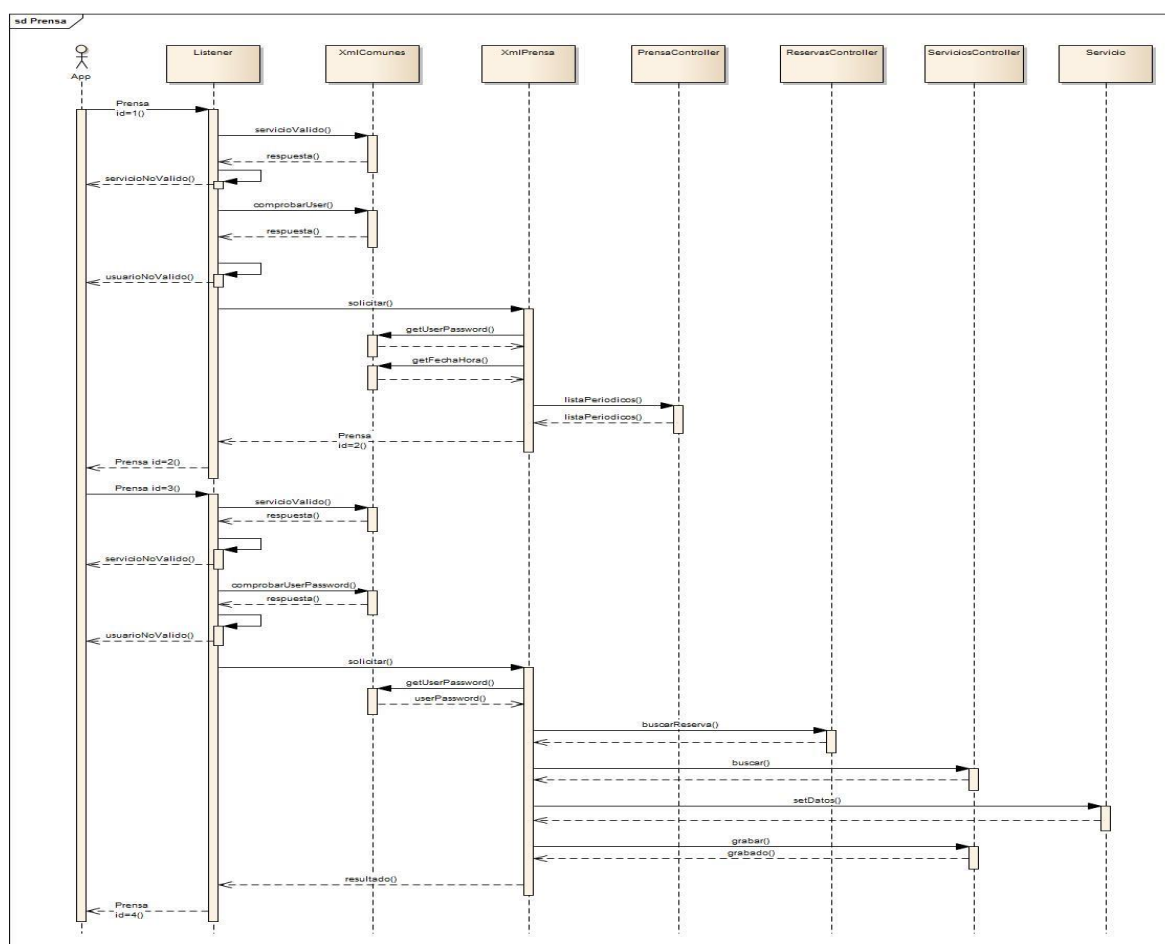 sd Prensa
App
Listener
XmlComunes
XmlPrensa
PrensaController
ReservasController
ServiciosController
Servicio
Prensa
id=1()
servicioValido()
respuesta()
servicioNoValido()
comprobarUser()
respuesta()
usuarioNoValido()
solicitar()
getUserPassword()
getFechaHora()
listaPeriodicos()
listaPeriodicos()
Prensa
id=2()
Prensa id=2()
Prensa id=3()
servicioValido()
respuesta()
servicioNoValido()
comprobarUserPassword()
respuesta()
usuarioNoValido()
solicitar()
getUserPassword()
userPassword()
buscarReserva()
buscar()
setDatos()
grabar()
grabado()
resultado()
Prensa
id=4()